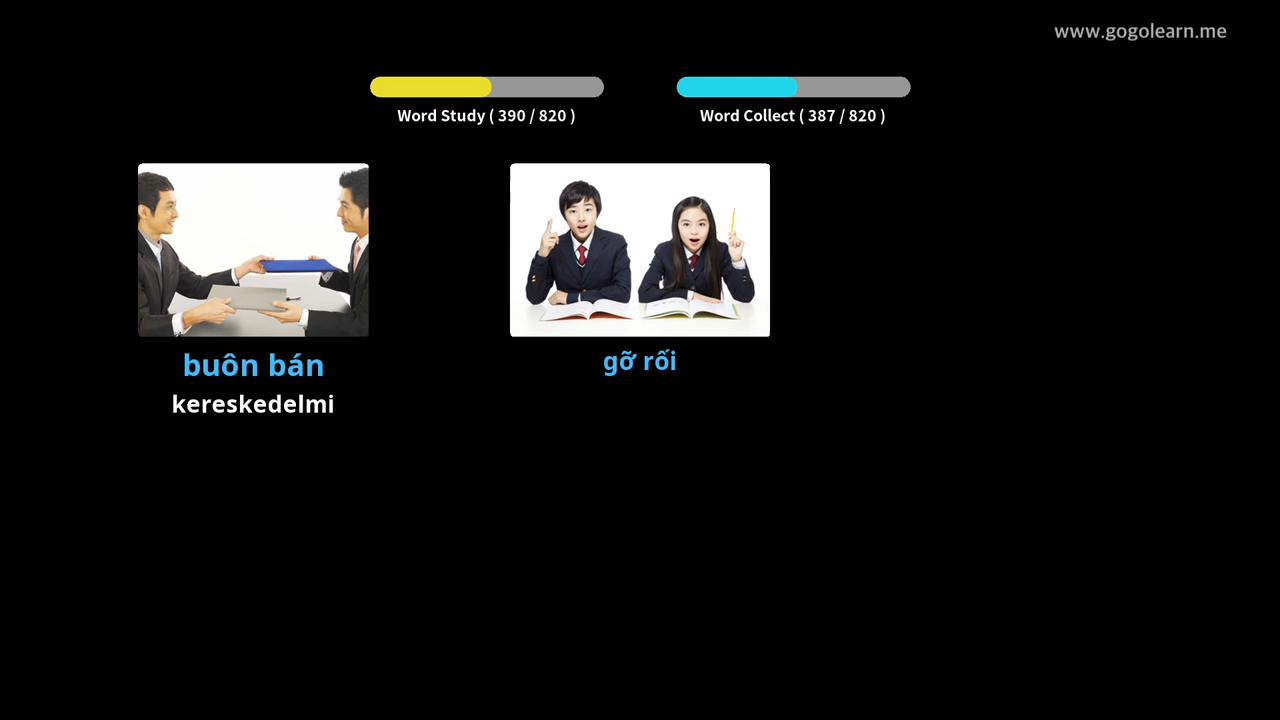 www.gogolearn.me
Word Study ( 390 / 820 )
Word Collect ( 387 / 820 )
buôn bán
kereskedelmi
gỡ rối